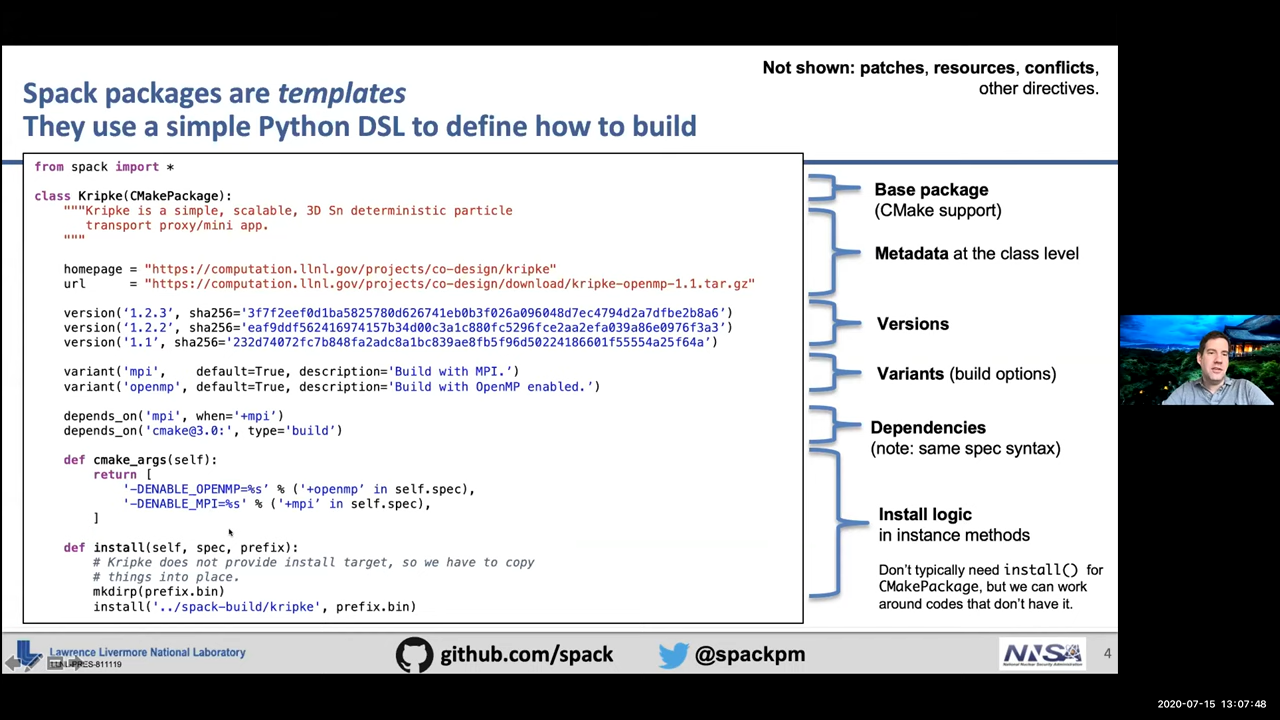 Spack packages are templates
They use a simple Python DSL to define how to build
Not shown: patches, resources, conflicts,
other directives.
from spack import *
class Kripke(CMakePackage):
"""Kripke is a simple, scalable, 3D Sn deterministic particle
transport proxy/mini app.
"""
homepage = "https://computation.llnl.gov/projects/co-design/kripke"
url = "https://computation.llnl.gov/projects/co-design/download/kripke-openmp-1.1.tar.gz"
version('1.2.3', sha256='3f7f2eef0d1ba5825780d626741eb0b3f026a096048d7ec4794d2a7dfbe2b8a6')
version('1.2.2', sha256='eaf9ddf562416974157b34d00c3a1c880fc5296fce2aa2efa039a86e0976f3a3')
version('1.1', sha256='232d74072fc7b848fa2adc8a1bc839ae8fb5f96d50224186601f55554a25f64a')
variant('mpi', default=True, description='Build with MPI.')
variant('openmp', default=True, description='Build with OpenMP enabled.')
depends_on('mpi', when='+mpi')
depends_on('cmake@3.0:', type='build')
def cmake_args(self):
return [
'-DENABLE_OPENMP=%s' % ('+openmp' in self.spec),
'-DENABLE_MPI=%s' % ('+mpi' in self.spec),
]
def install(self, spec, prefix):
# Kripke does not provide install target, so we have to copy
# things into place.
mkdirp(prefix.bin)
install('../spack-build/kripke', prefix.bin)
Base package
(CMake support)
Metadata at the class level
Versions
Variants (build options)
Dependencies
(note: same spec syntax)
Install logic
in instance methods
Don't typically need install() for
CMakePackage, but we can work
around codes that don't have it.
Lawrence Livermore National Laboratory
LLNL-PRES-811119
github.com/spack
@spackpm
NNSA
National Nuclear Security Administration
4
2020-07-15 13:07:48